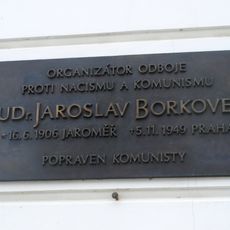 ORGANIZÁTOR ODBOJE
PROTI NACISMU A KOMUNISMU
UDr. JAROSLAV BORKOVE
* 16.6.1906 JAROMĚŘ +5.11.1949 PRAHA
POPRAVEN KOMUNISTY